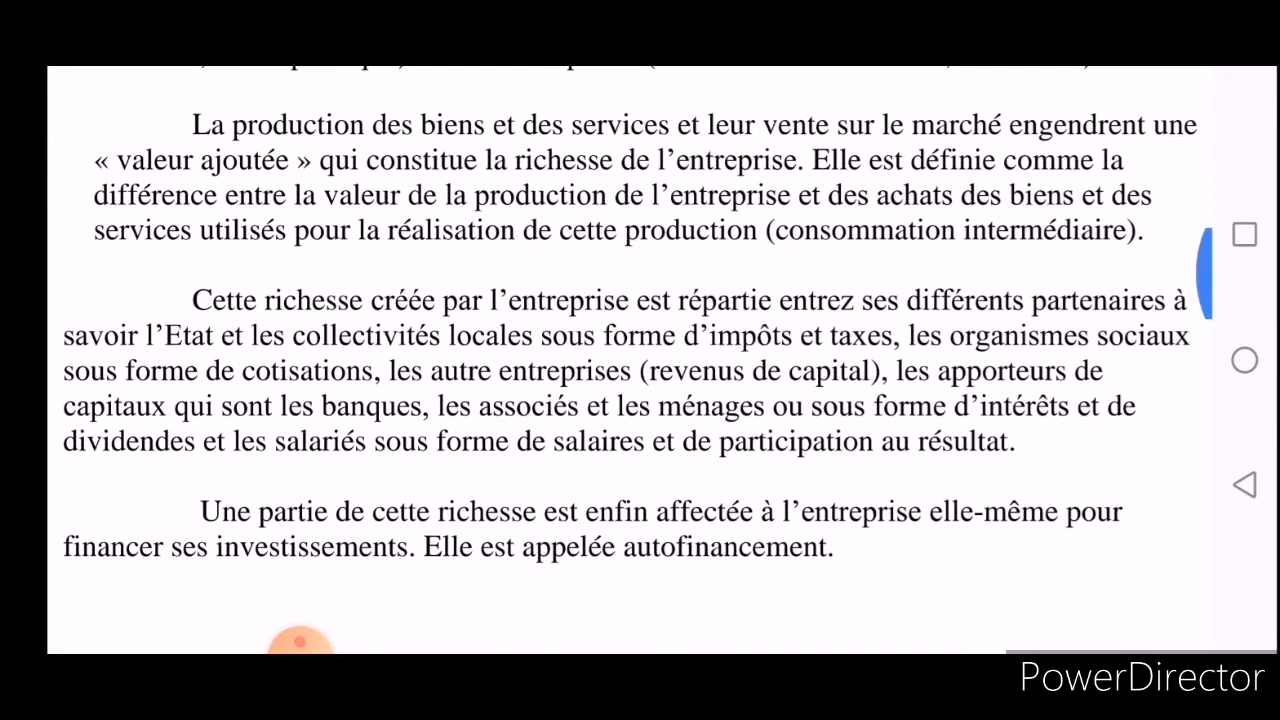 La production des biens et des services et leur vente sur le marché engendrent une
« valeur ajoutée » qui constitue la richesse de l’entreprise. Elle est définie comme la
différence entre la valeur de la production de l’entreprise et des achats des biens et des
services utilisés pour la réalisation de cette production (consommation intermédiaire).
Cette richesse créée par l’entreprise est répartie entrez ses différents partenaires à
savoir l’Etat et les collectivités locales sous forme d’impôts et taxes, les organismes sociaux
sous forme de cotisations, les autre entreprises (revenus de capital), les apporteurs de
capitaux qui sont les banques, les associés et les ménages ou sous forme d’intérêts et de
dividendes et les salariés sous forme de salaires et de participation au résultat.
Une partie de cette richesse est enfin affectée à l’entreprise elle-même pour
financer ses investissements. Elle est appelée autofinancement.
PowerDirector